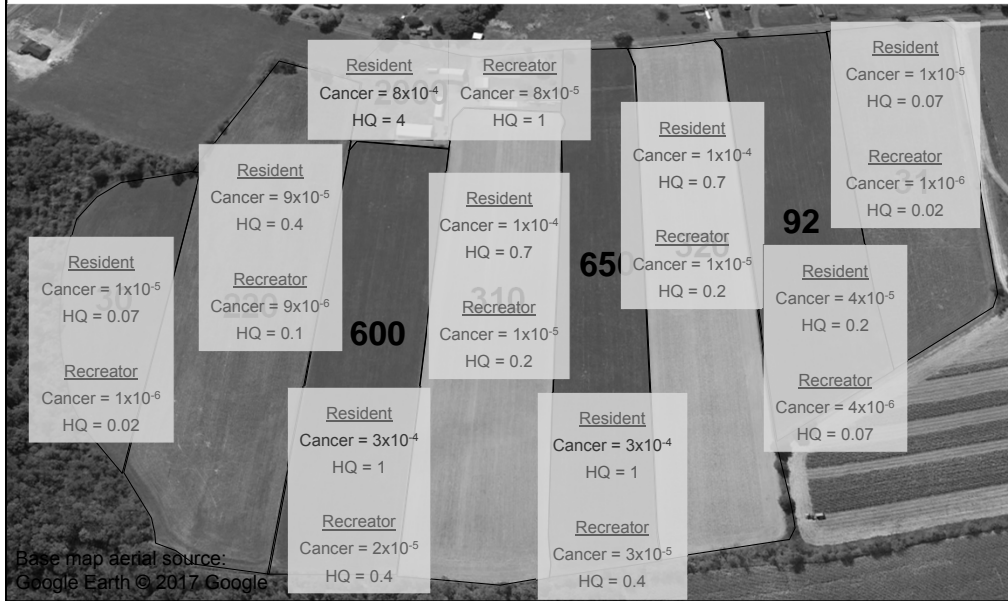 Resident
Cancer = 8x10⁻⁴
HQ = 4
Recreator
Cancer = 8x10⁻⁵
HQ = 1
Resident
Cancer = 1x10⁻⁵
HQ = 0.07
Recreator
Cancer = 1x10⁻⁶
HQ = 0.02
31
Resident
Cancer = 9x10⁻⁵
HQ = 0.4
Recreator
Cancer = 9x10⁻⁶
HQ = 0.1
220
Resident
Cancer = 1x10⁻⁴
HQ = 0.7
Recreator
Cancer = 1x10⁻⁵
HQ = 0.2
310
Resident
Cancer = 1x10⁻⁴
HQ = 0.7
Recreator
Cancer = 1x10⁻⁵
HQ = 0.2
320
Resident
Cancer = 1x10⁻⁵
HQ = 0.07
Recreator
Cancer = 1x10⁻⁶
HQ = 0.02
30
600
650
92
Resident
Cancer = 4x10⁻⁵
HQ = 0.2
Recreator
Cancer = 4x10⁻⁶
HQ = 0.07
Resident
Cancer = 3x10⁻⁴
HQ = 1
Recreator
Cancer = 2x10⁻⁵
HQ = 0.4
Resident
Cancer = 3x10⁻⁴
HQ = 1
Recreator
Cancer = 3x10⁻⁵
HQ = 0.4
Base map aerial source:
Google Earth © 2017 Google